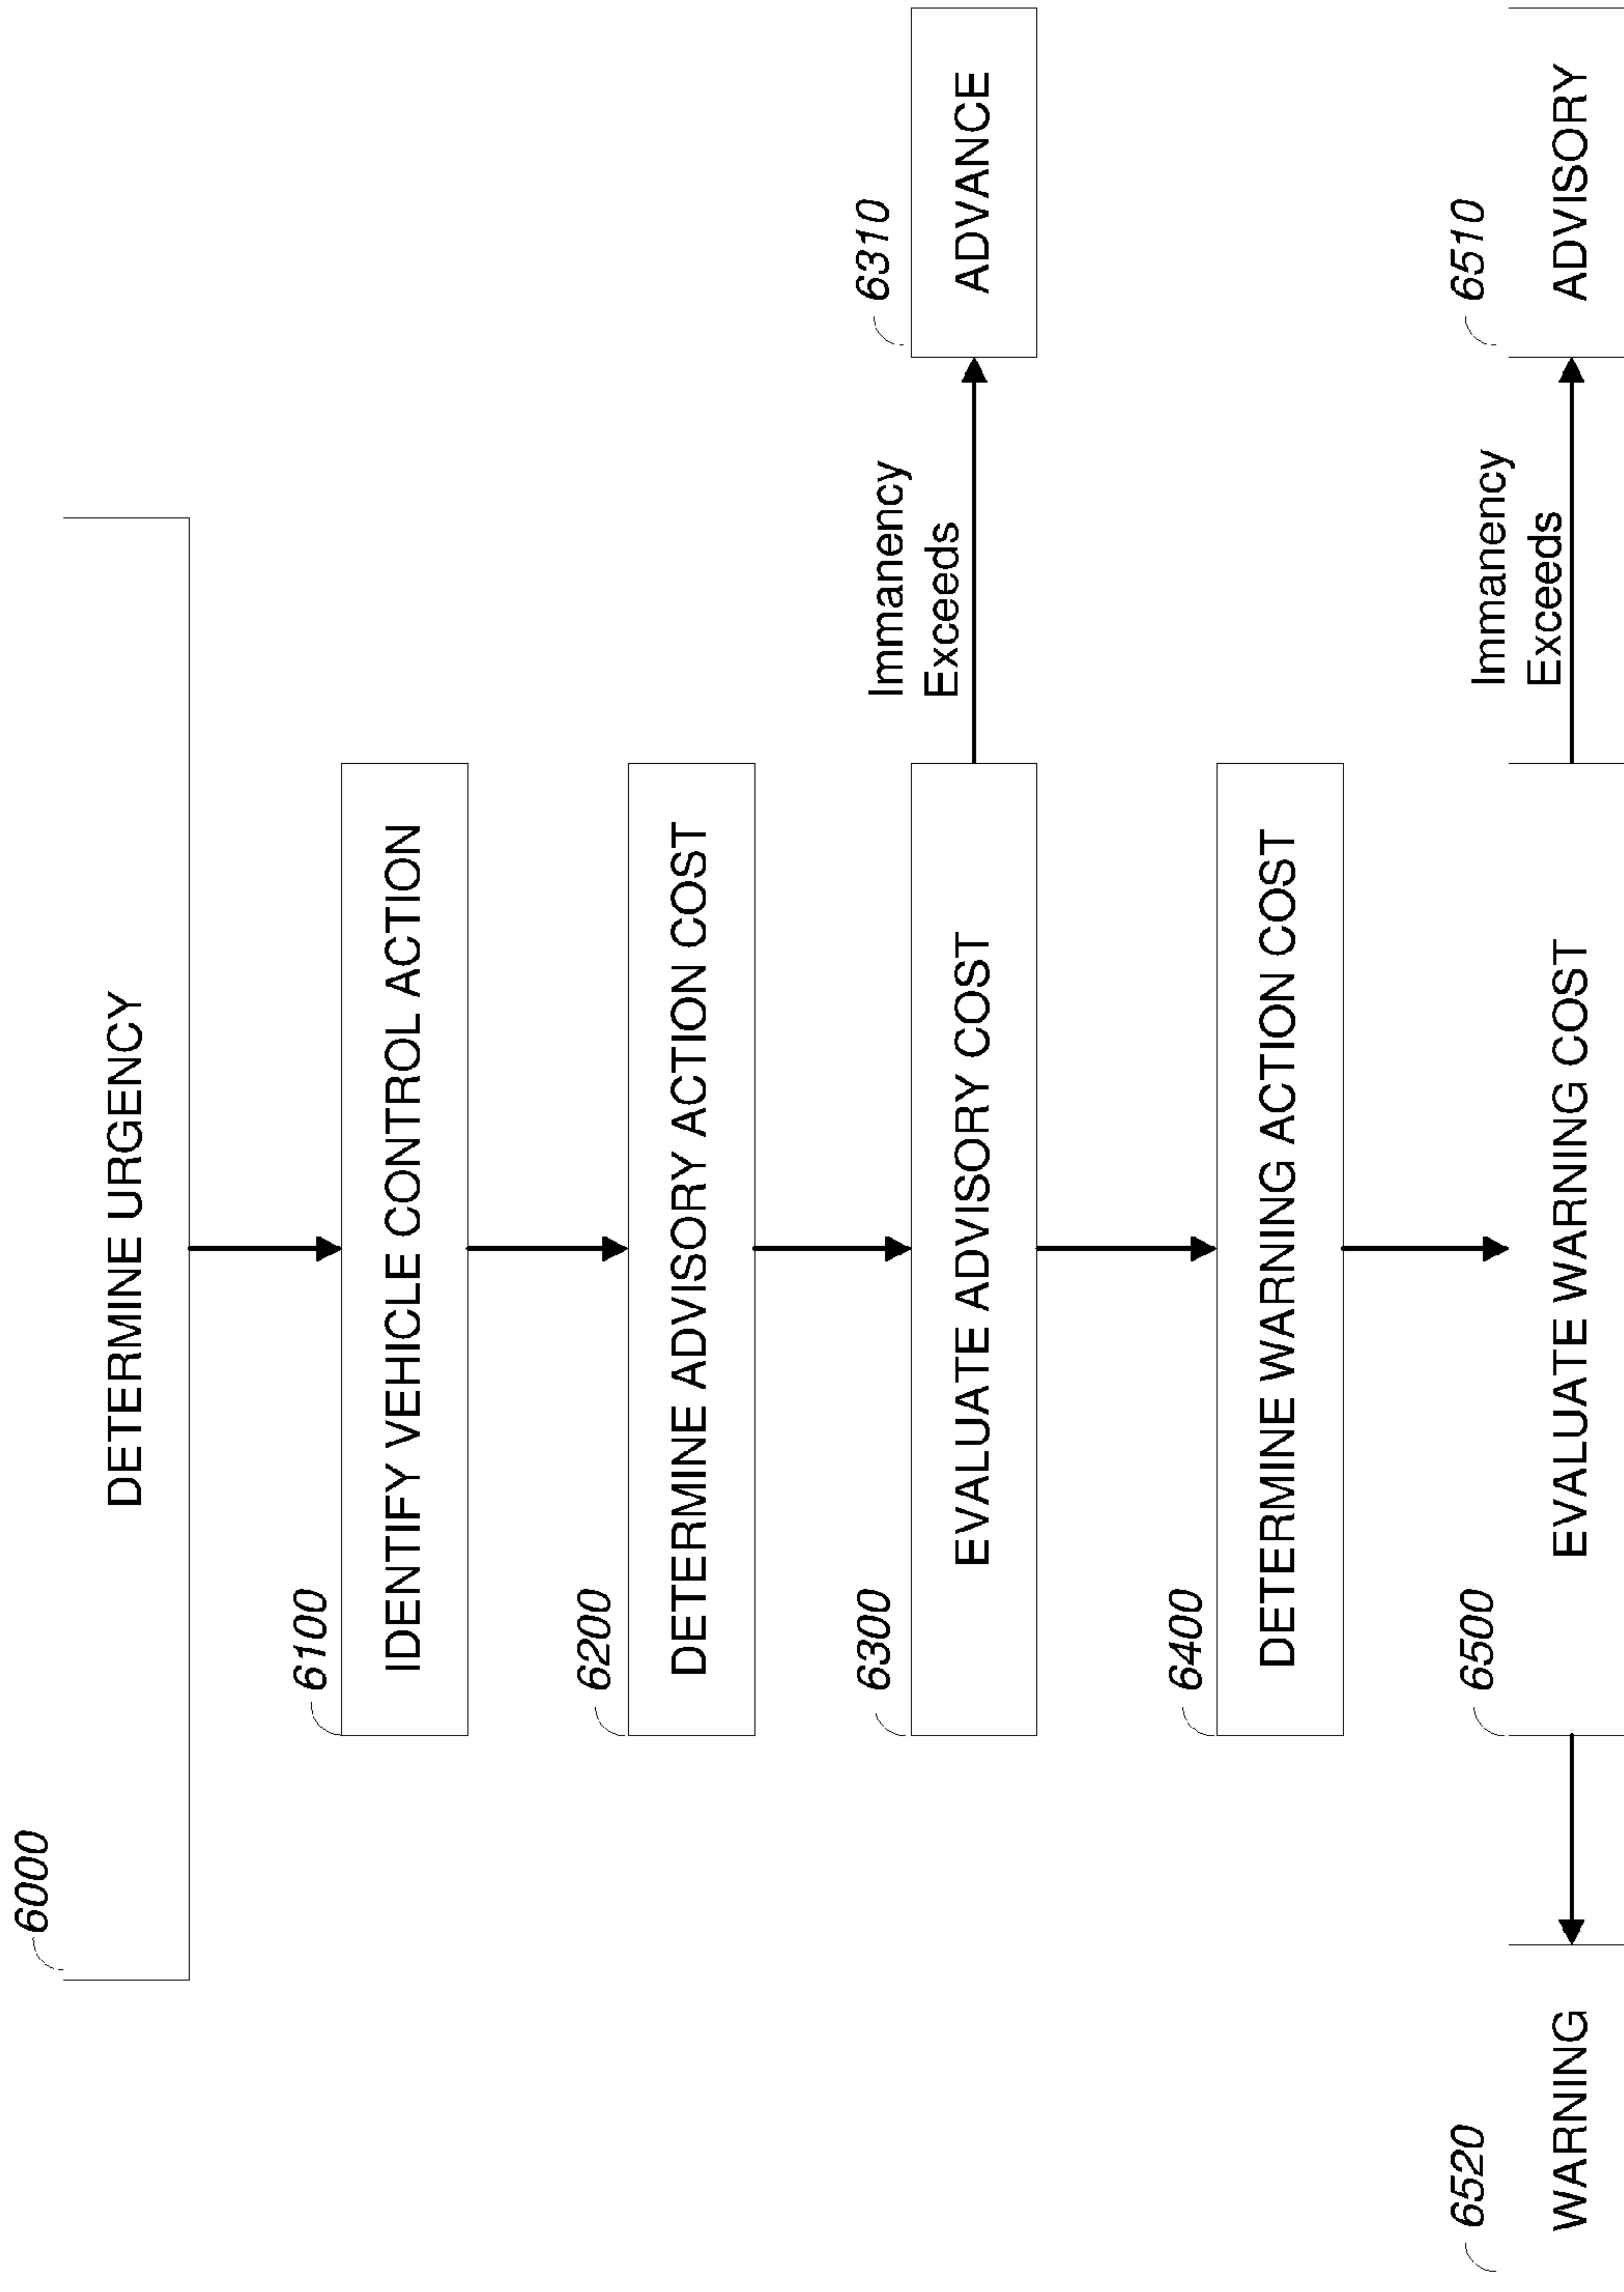 6000
DETERMINE URGENCY
6100
IDENTIFY VEHICLE CONTROL ACTION
6200
DETERMINE ADVISORY ACTION COST
6300
EVALUATE ADVISORY COST
Immanency
Exceeds
6310
ADVANCE
6400
DETERMINE WARNING ACTION COST
6520
WARNING
6500
EVALUATE WARNING COST
Immanency
Exceeds
6510
ADVISORY